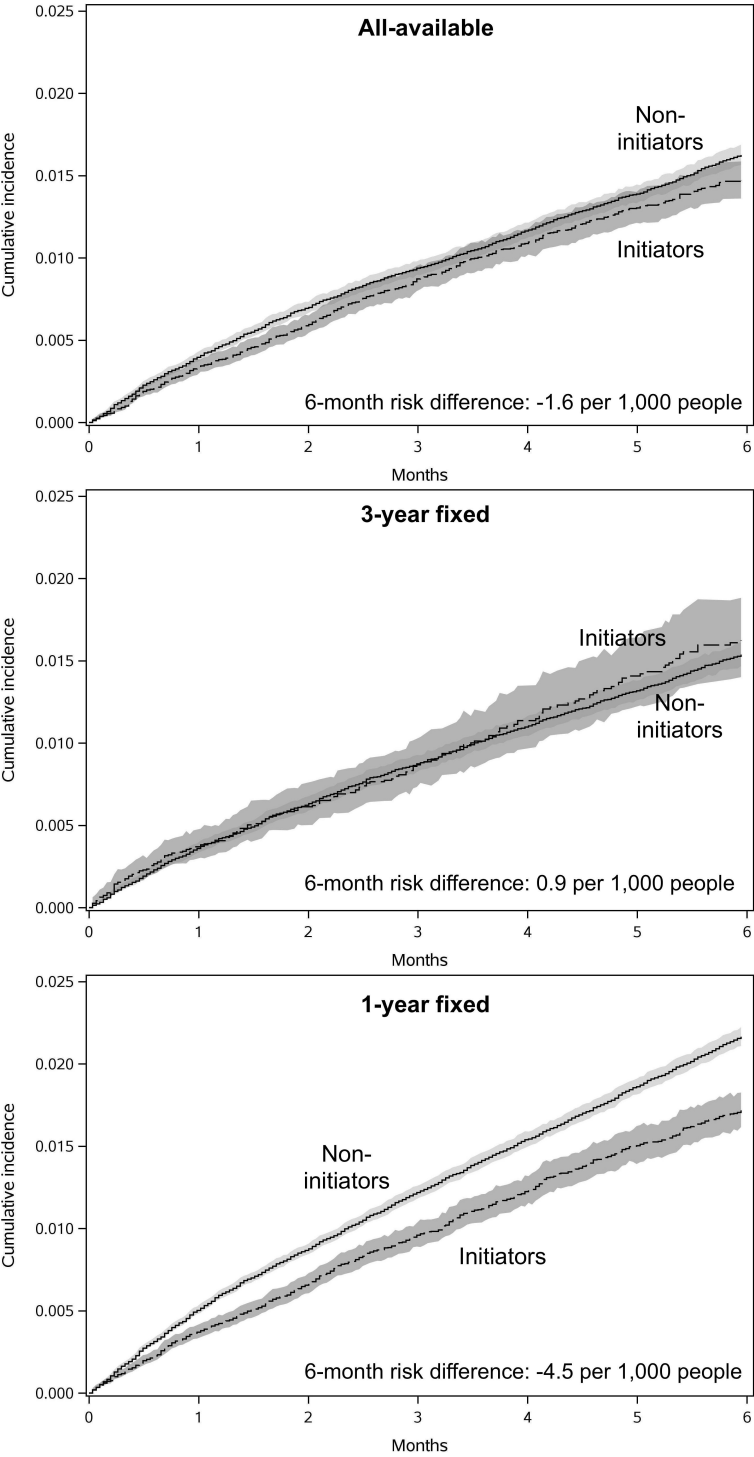 All-available
0.025
0.020
0.015
0.010
0.005
0.000
Cumulative incidence
Non-
initiators
Initiators
6-month risk difference: -1.6 per 1,000 people
0 1 2 3 4 5 6
Months
3-year fixed
0.025
0.020
0.015
0.010
0.005
0.000
Cumulative incidence
Initiators
Non-
initiators
6-month risk difference: 0.9 per 1,000 people
0 1 2 3 4 5 6
Months
1-year fixed
0.025
0.020
0.015
0.010
0.005
0.000
Cumulative incidence
Non-
initiators
Initiators
6-month risk difference: -4.5 per 1,000 people
0 1 2 3 4 5 6
Months